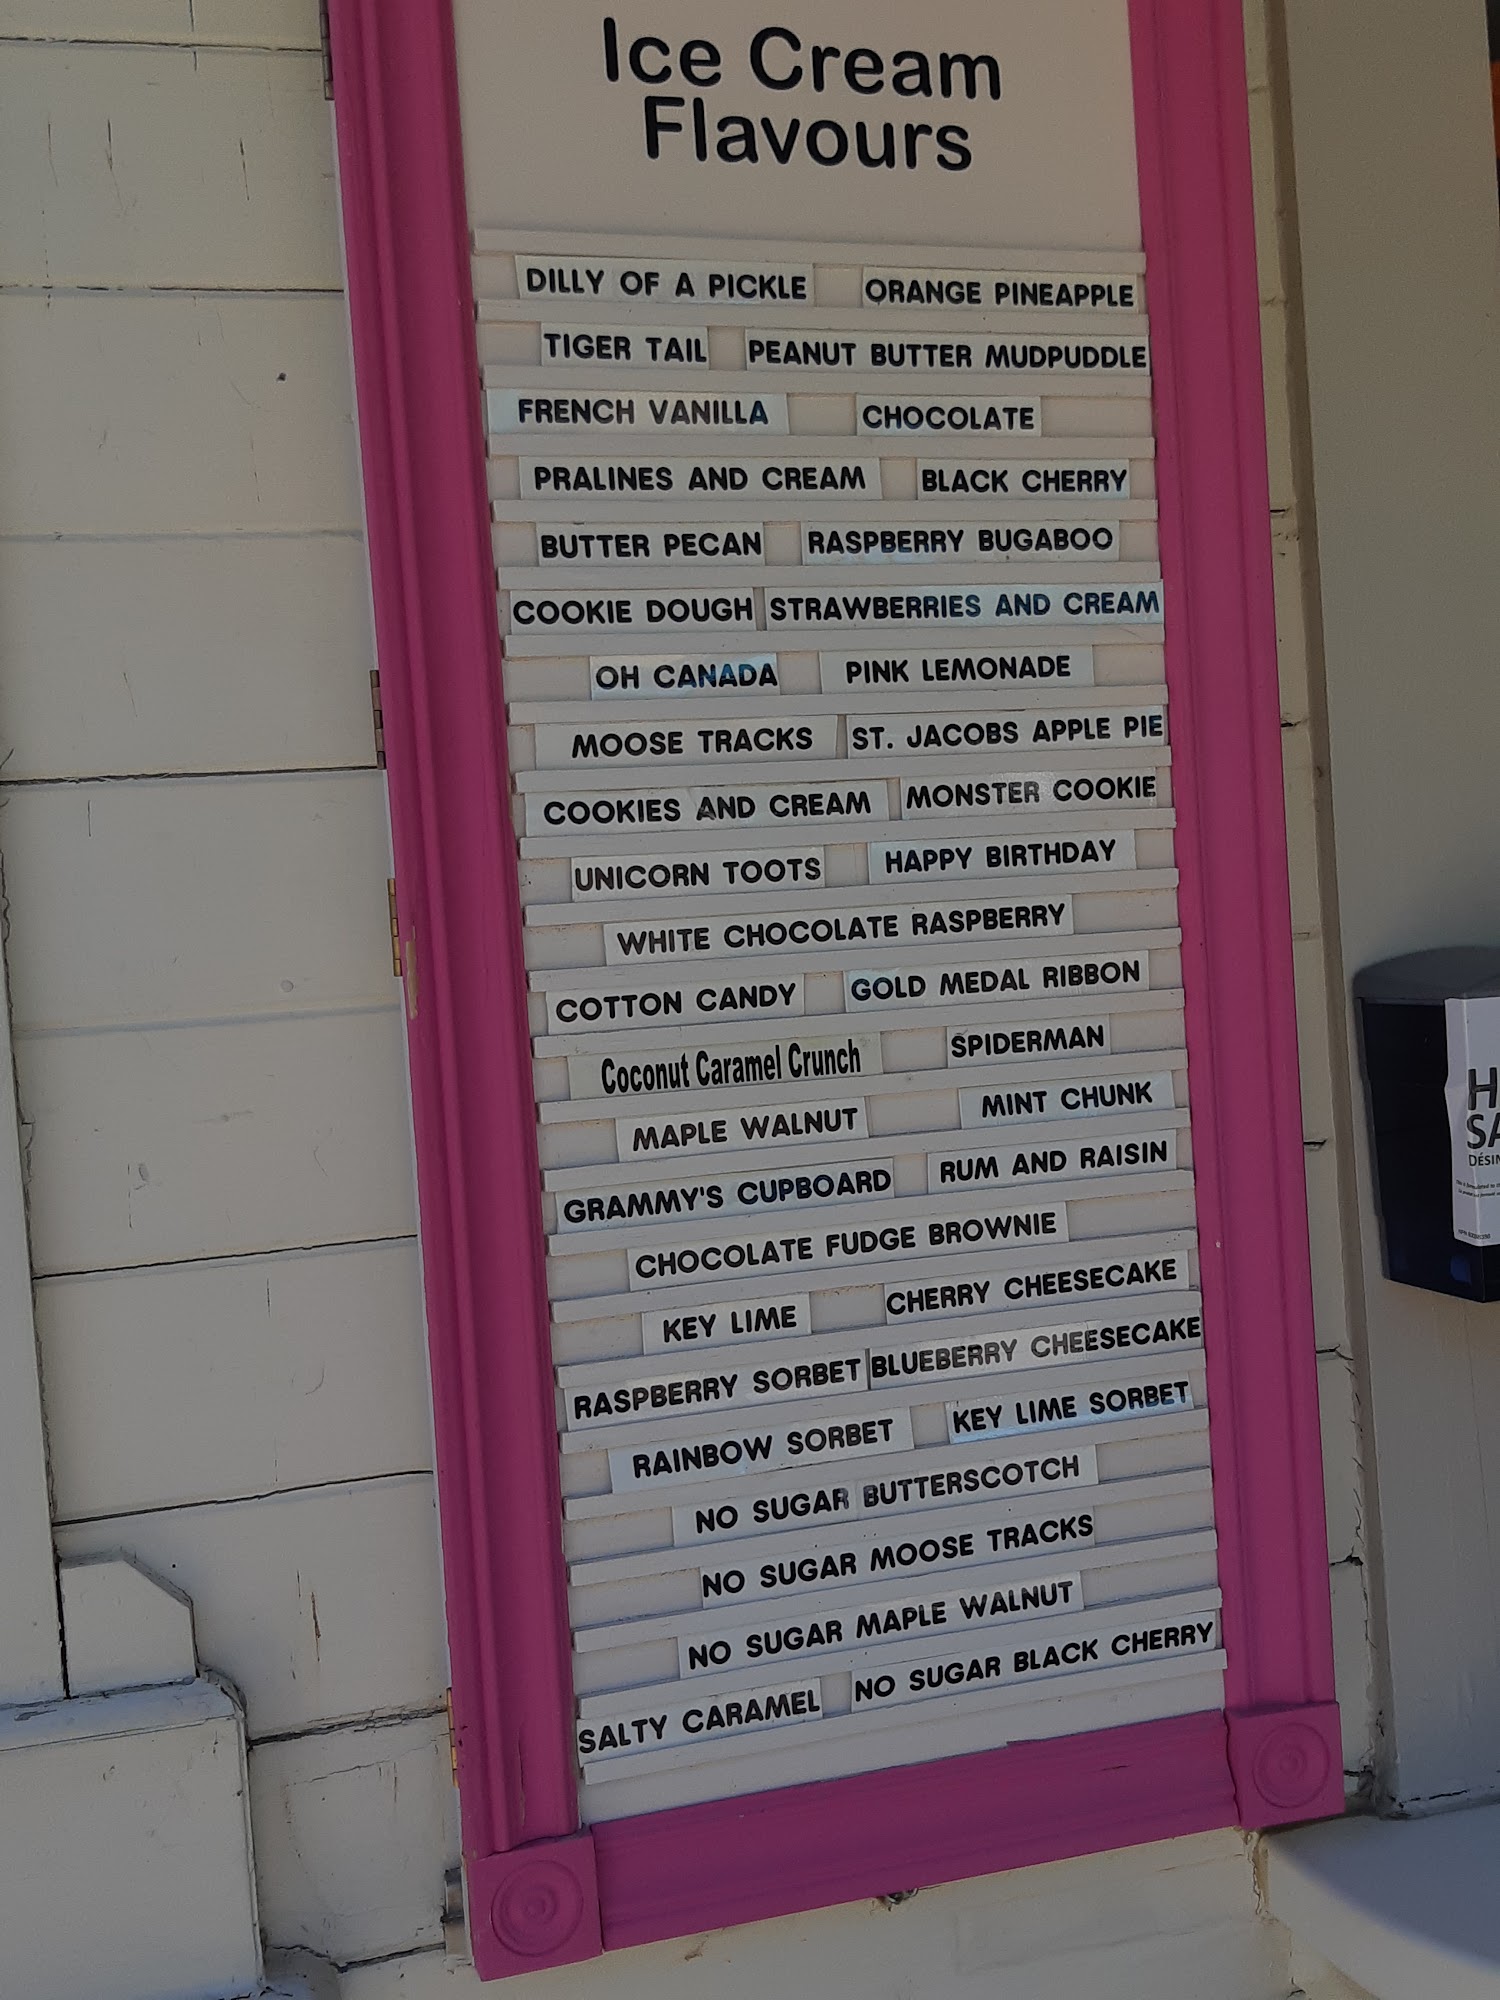 Ice Cream
Flavours
DILLY OF A PICKLE ORANGE PINEAPPLE
TIGER TAIL PEANUT BUTTER MUDPUDDLE
FRENCH VANILLA CHOCOLATE
PRALINES AND CREAM BLACK CHERRY
BUTTER PECAN RASPBERRY BUGABOO
COOKIE DOUGH STRAWBERRIES AND CREAM
OH CANADA PINK LEMONADE
MOOSE TRACKS ST. JACOBS APPLE PIE
COOKIES AND CREAM MONSTER COOKIE
UNICORN TOOTS HAPPY BIRTHDAY
WHITE CHOCOLATE RASPBERRY
COTTON CANDY GOLD MEDAL RIBBON
Coconut Caramel Crunch SPIDERMAN
MAPLE WALNUT MINT CHUNK
GRAMMY'S CUPBOARD RUM AND RAISIN
CHOCOLATE FUDGE BROWNIE
KEY LIME CHERRY CHEESECAKE
RASPBERRY SORBET BLUEBERRY CHEESECAKE
RAINBOW SORBET KEY LIME SORBET
NO SUGAR BUTTERSCOTCH
NO SUGAR MOOSE TRACKS
NO SUGAR MAPLE WALNUT
SALTY CARAMEL NO SUGAR BLACK CHERRY